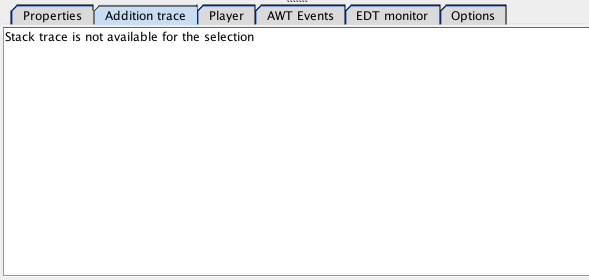 Properties Addition trace Player AWT Events EDT monitor Options
Stack trace is not available for the selection